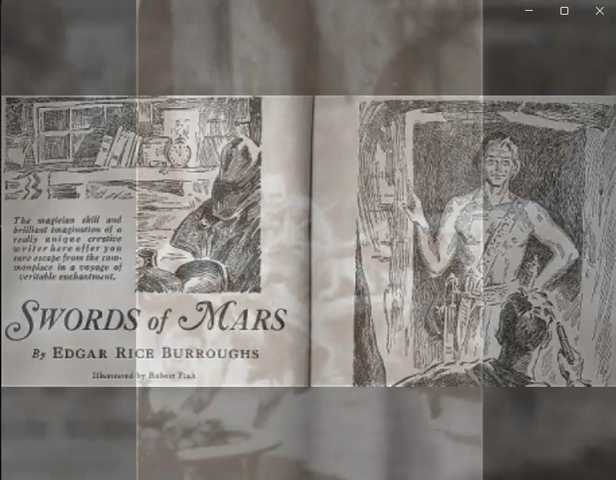 The magician skill and
brilliant imagination of a
really unique creative
writer here offer you
sure escape from the com-
monplace in a voyage of
veritable enchantment.
SWORDS of MARS
By EDGAR RICE BURROUGHS
Illustrated by Robert Fink